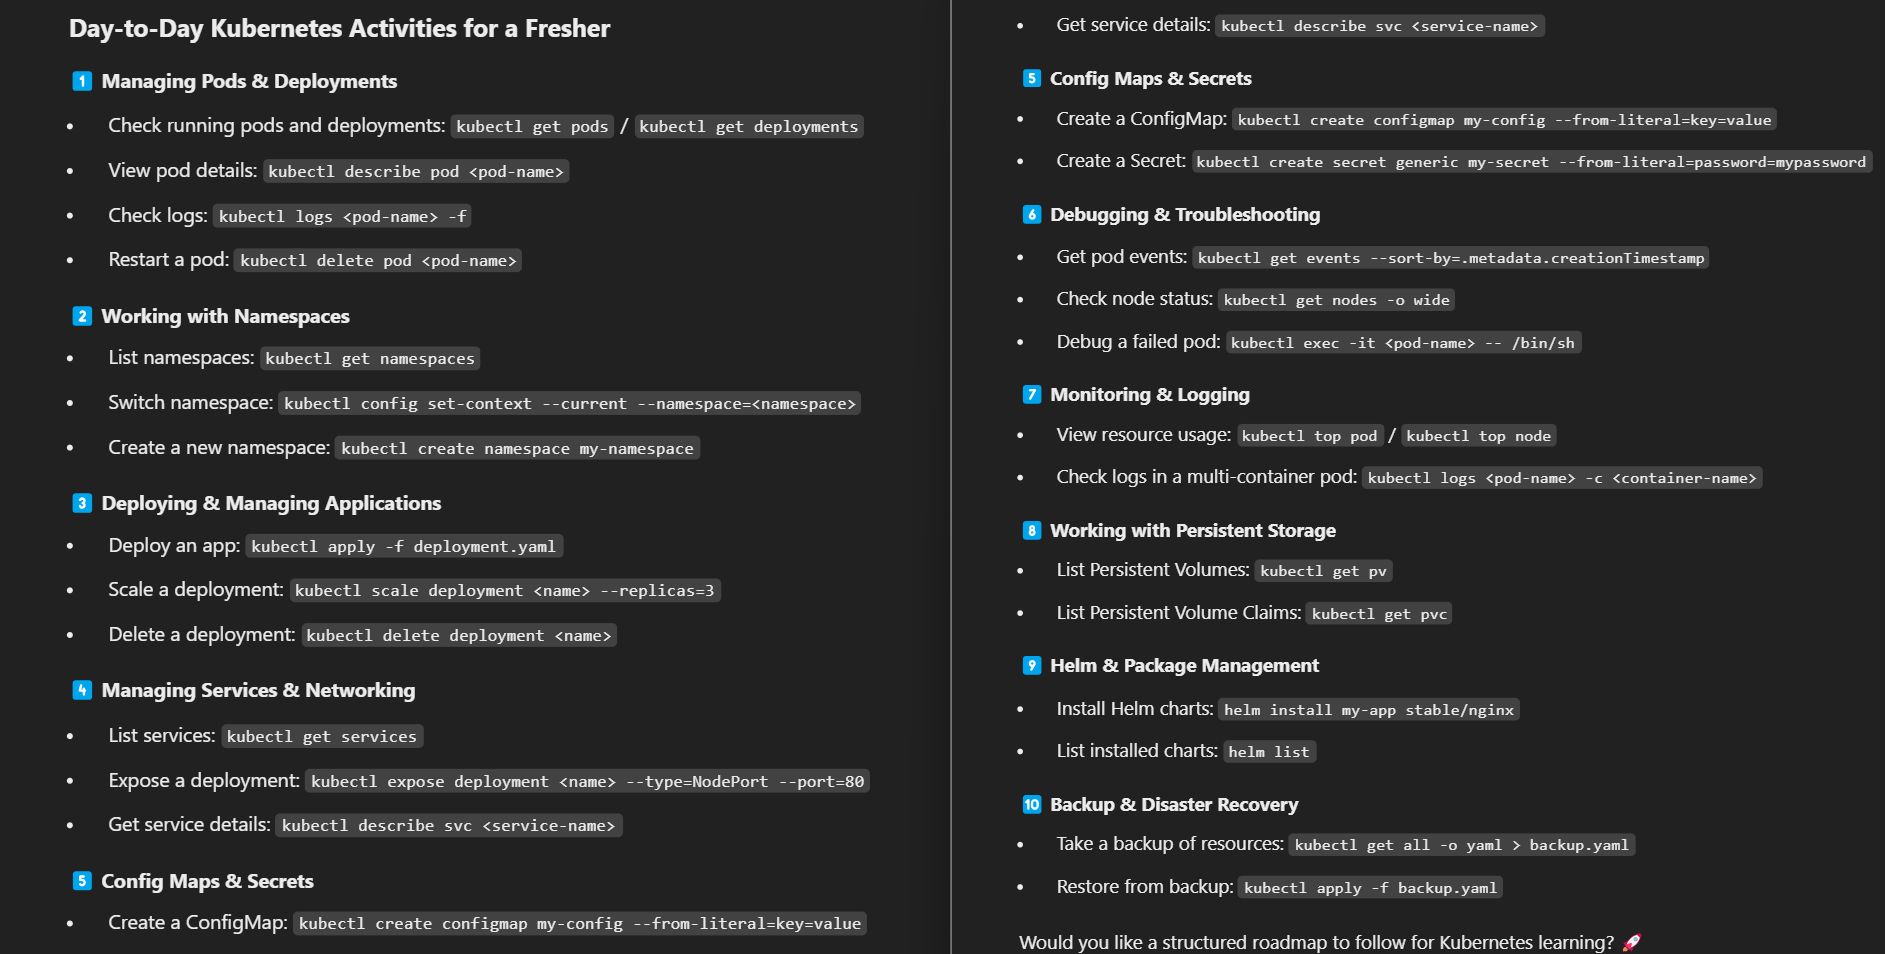 Day-to-Day Kubernetes Activities for a Fresher
1 Managing Pods & Deployments
• Check running pods and deployments: kubectl get pods / kubectl get deployments
• View pod details: kubectl describe pod <pod-name>
• Check logs: kubectl logs <pod-name> -f
• Restart a pod: kubectl delete pod <pod-name>
2 Working with Namespaces
• List namespaces: kubectl get namespaces
• Switch namespace: kubectl config set-context --current --namespace=<namespace>
• Create a new namespace: kubectl create namespace my-namespace
3 Deploying & Managing Applications
• Deploy an app: kubectl apply -f deployment.yaml
• Scale a deployment: kubectl scale deployment <name> --replicas=3
• Delete a deployment: kubectl delete deployment <name>
4 Managing Services & Networking
• List services: kubectl get services
• Expose a deployment: kubectl expose deployment <name> --type=NodePort --port=80
• Get service details: kubectl describe svc <service-name>
5 Config Maps & Secrets
• Create a ConfigMap: kubectl create configmap my-config --from-literal=key=value
• Get service details: kubectl describe svc <service-name>
5 Config Maps & Secrets
• Create a ConfigMap: kubectl create configmap my-config --from-literal=key=value
• Create a Secret: kubectl create secret generic my-secret --from-literal=password=mypassword
6 Debugging & Troubleshooting
• Get pod events: kubectl get events --sort-by=.metadata.creationTimestamp
• Check node status: kubectl get nodes -o wide
• Debug a failed pod: kubectl exec -it <pod-name> -- /bin/sh
7 Monitoring & Logging
• View resource usage: kubectl top pod / kubectl top node
• Check logs in a multi-container pod: kubectl logs <pod-name> -c <container-name>
8 Working with Persistent Storage
• List Persistent Volumes: kubectl get pv
• List Persistent Volume Claims: kubectl get pvc
9 Helm & Package Management
• Install Helm charts: helm install my-app stable/nginx
• List installed charts: helm list
10 Backup & Disaster Recovery
• Take a backup of resources: kubectl get all -o yaml > backup.yaml
• Restore from backup: kubectl apply -f backup.yaml
Would you like a structured roadmap to follow for Kubernetes learning? 🚀